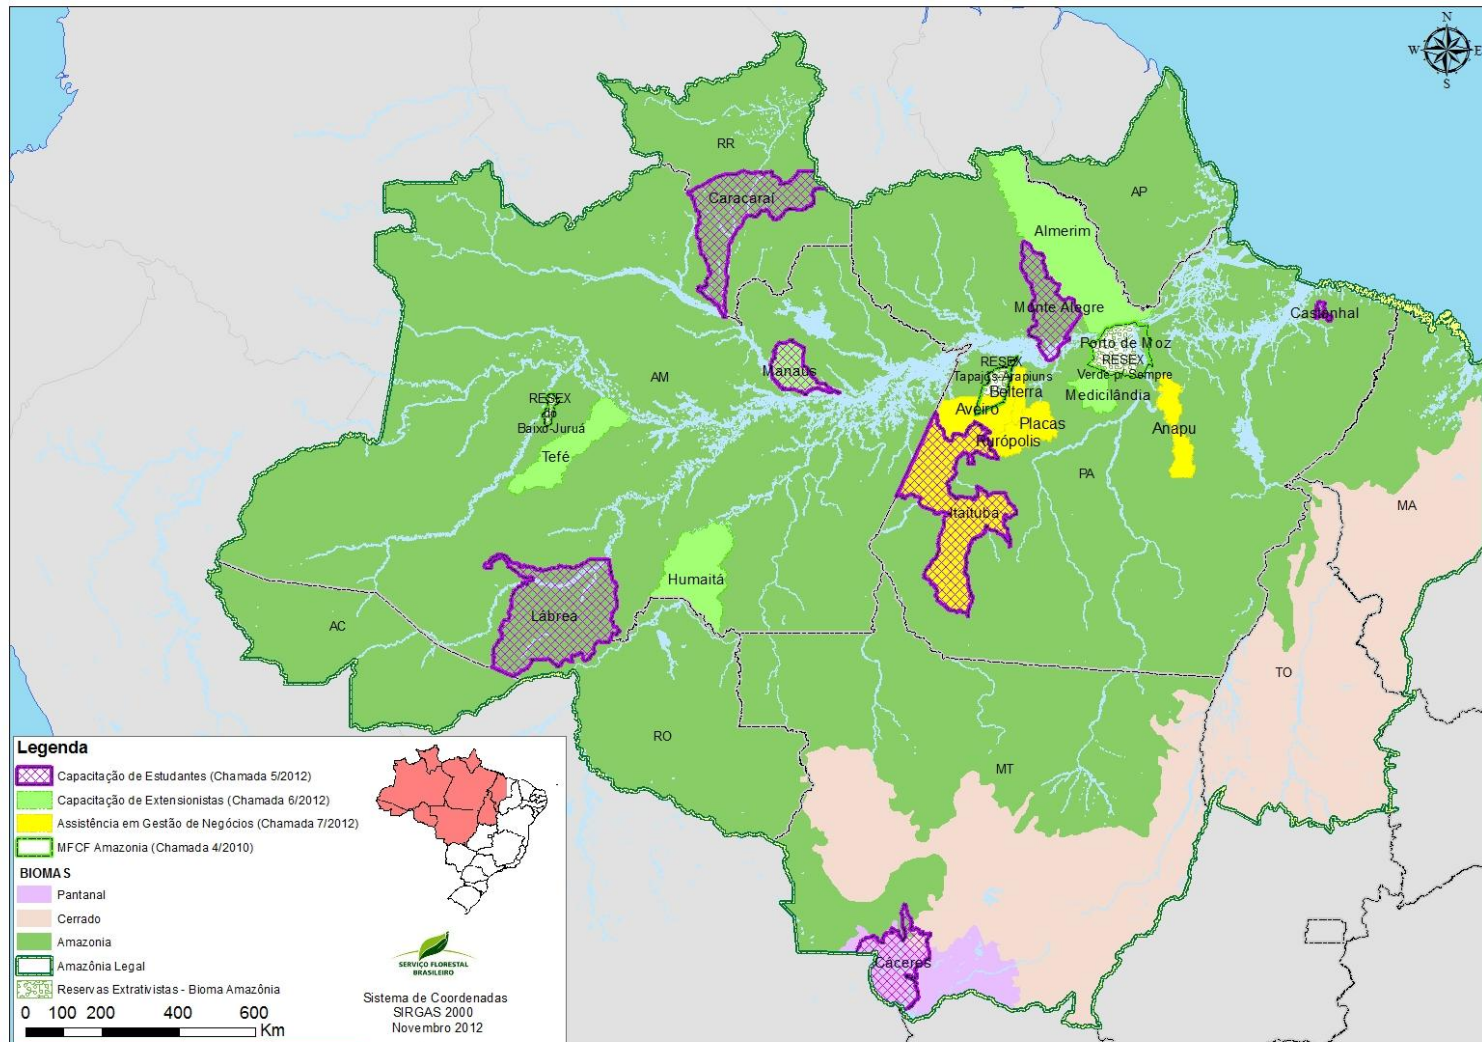 N
W E
S
RR
AP
Caracaraí
Almerim
Monte Alegre
Castanhal
Porto de Moz
RESEX
Verde p/ Sempre
Manaus
RESEX
Tapajós-Arapiuns
Belterra
Medicilândia
AM
RESEX
do
Baixo-Juruá
Aveiro
Placas
Anapu
Rurópolis
Tefé
PA
MA
Itaituba
Humaitá
Lábrea
AC
TO
RO
MT
Cáceres
Legenda
Capacitação de Estudantes (Chamada 5/2012)
Capacitação de Extensionistas (Chamada 6/2012)
Assistência em Gestão de Negócios (Chamada 7/2012)
MFCF Amazonia (Chamada 4/2010)
BIOMAS
Pantanal
Cerrado
Amazonia
Amazônia Legal
Reservas Extrativistas - Bioma Amazônia
0 100 200 400 600
Km
SERVIÇO FLORESTAL
BRASILEIRO
Sistema de Coordenadas
SIRGAS 2000
Novembro 2012